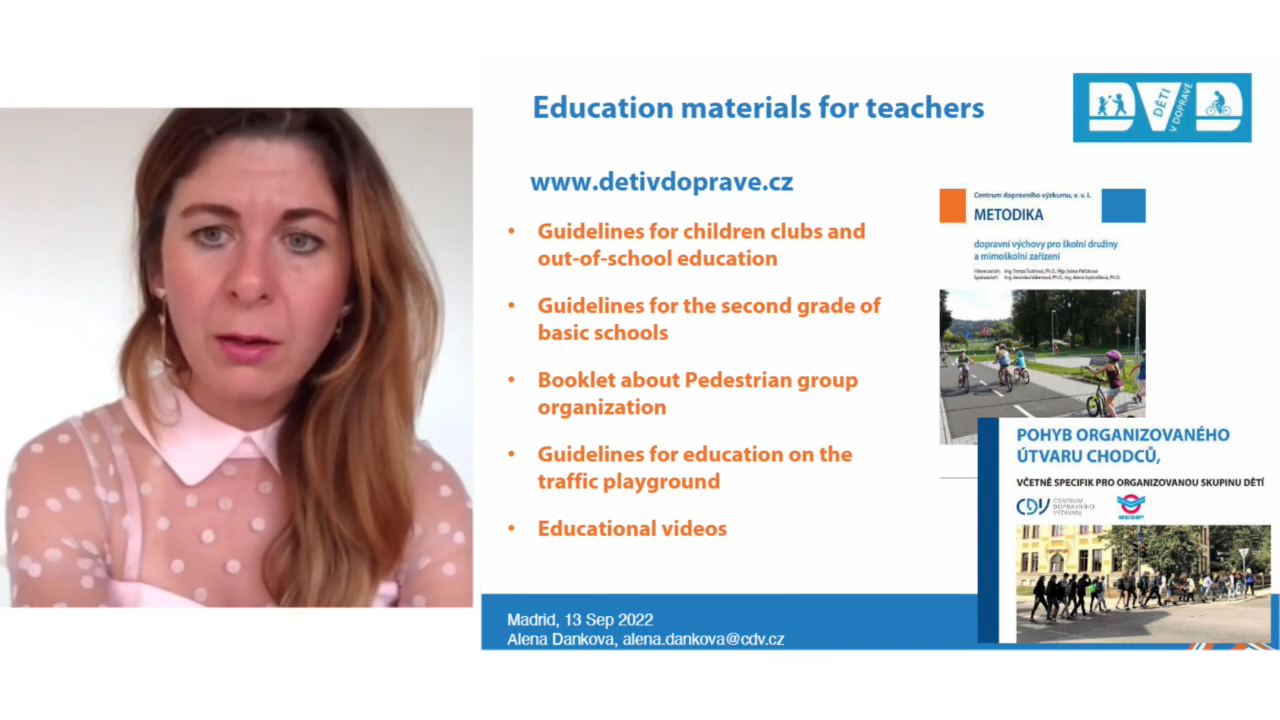 Education materials for teachers
DĚTI
V DOPRAVĚ
www.detivdoprave.cz
• Guidelines for children clubs and
out-of-school education
• Guidelines for the second grade of
basic schools
• Booklet about Pedestrian group
organization
• Guidelines for education on the
traffic playground
• Educational videos
Centrum dopravního výzkumu, v. v. i.
METODIKA
dopravní výchovy pro školní družiny
a mimoškolní zařízení
POHYB ORGANIZOVANÉHO
ÚTVARU CHODCŮ,
VČETNĚ SPECIFIK PRO ORGANIZOVANOU SKUPINU DĚTÍ
CDV
CENTRUM
DOPRAVNÍHO
VÝZKUMU
BESIP
Madrid, 13 Sep 2022
Alena Dankova, alena.dankova@cdv.cz